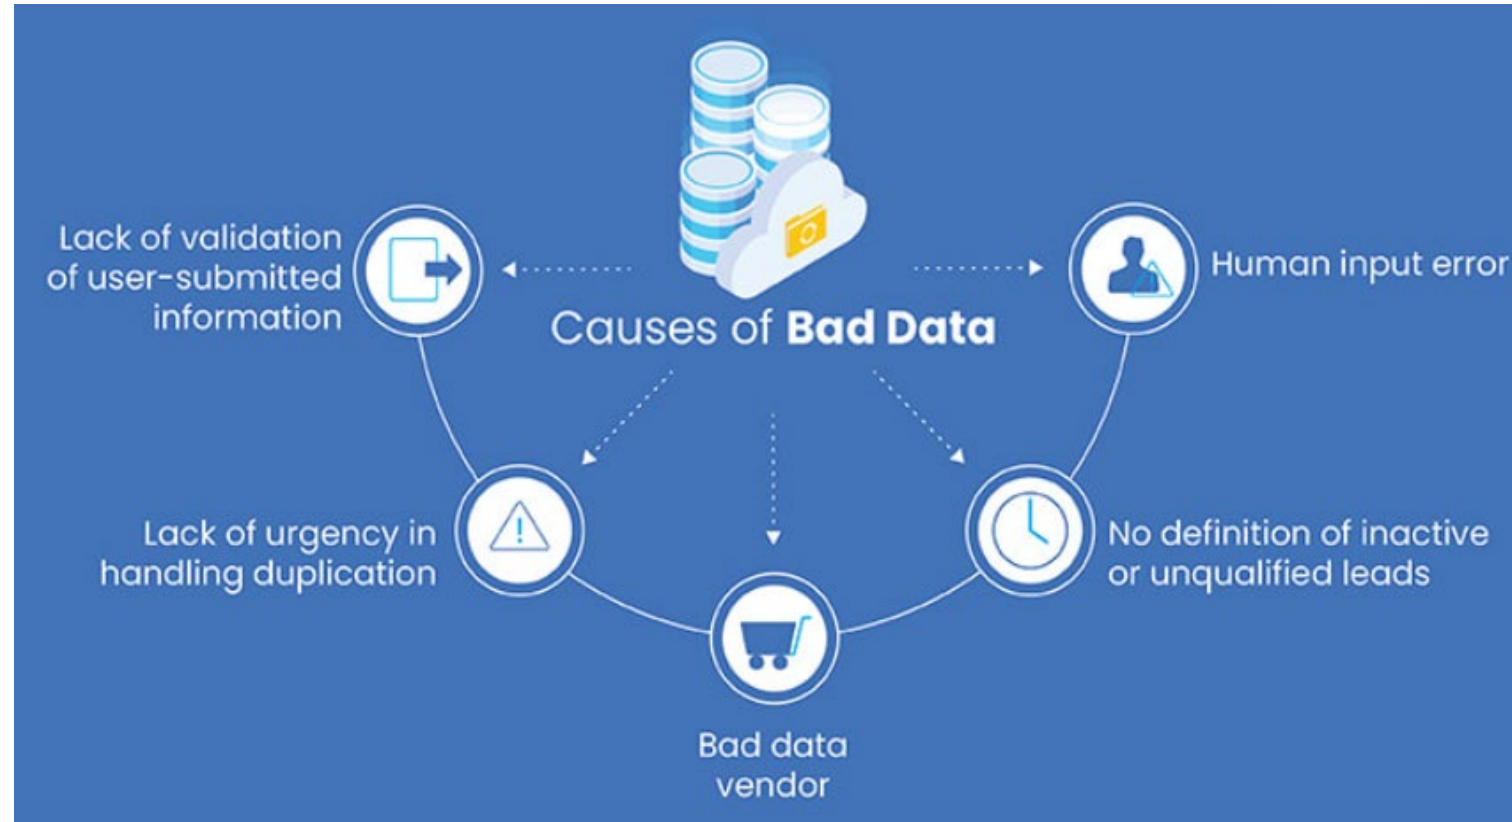 Causes of Bad Data
Lack of validation
of user-submitted
information
Lack of urgency in
handling duplication
Bad data
vendor
No definition of inactive
or unqualified leads
Human input error